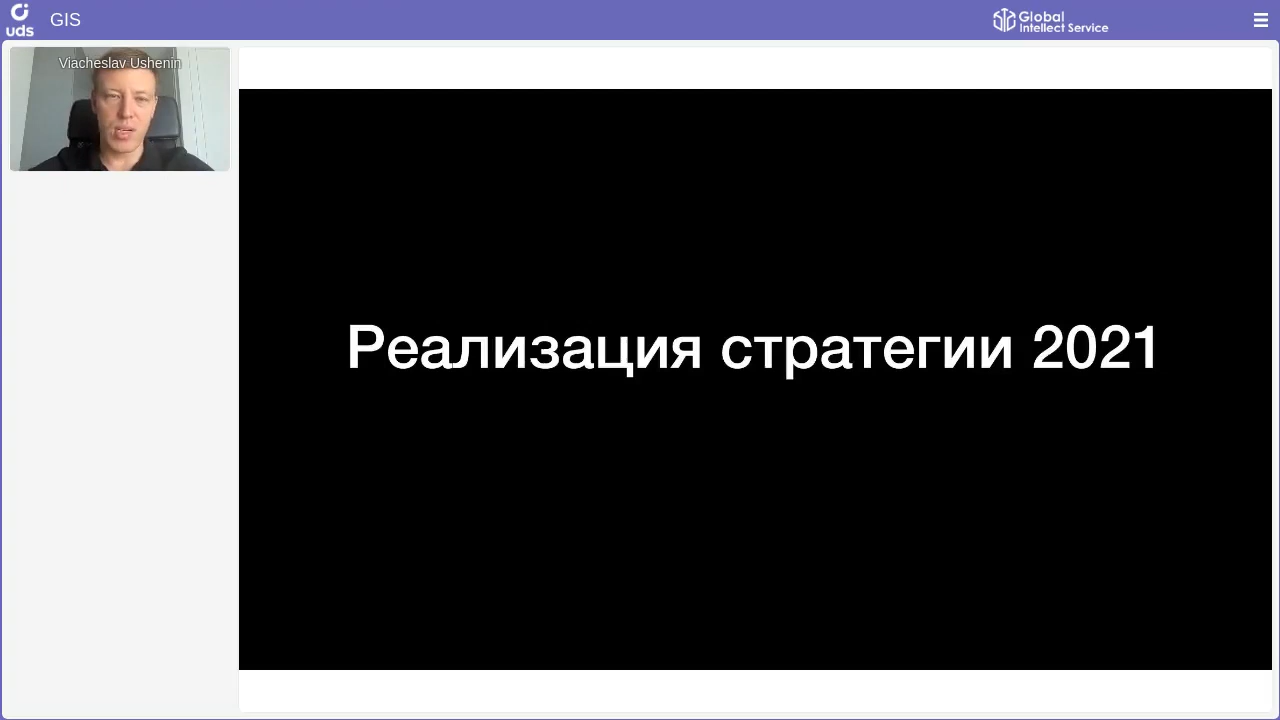 uds
GIS
Global
Intellect Service
Viacheslav Ushenin
Реализация стратегии 2021